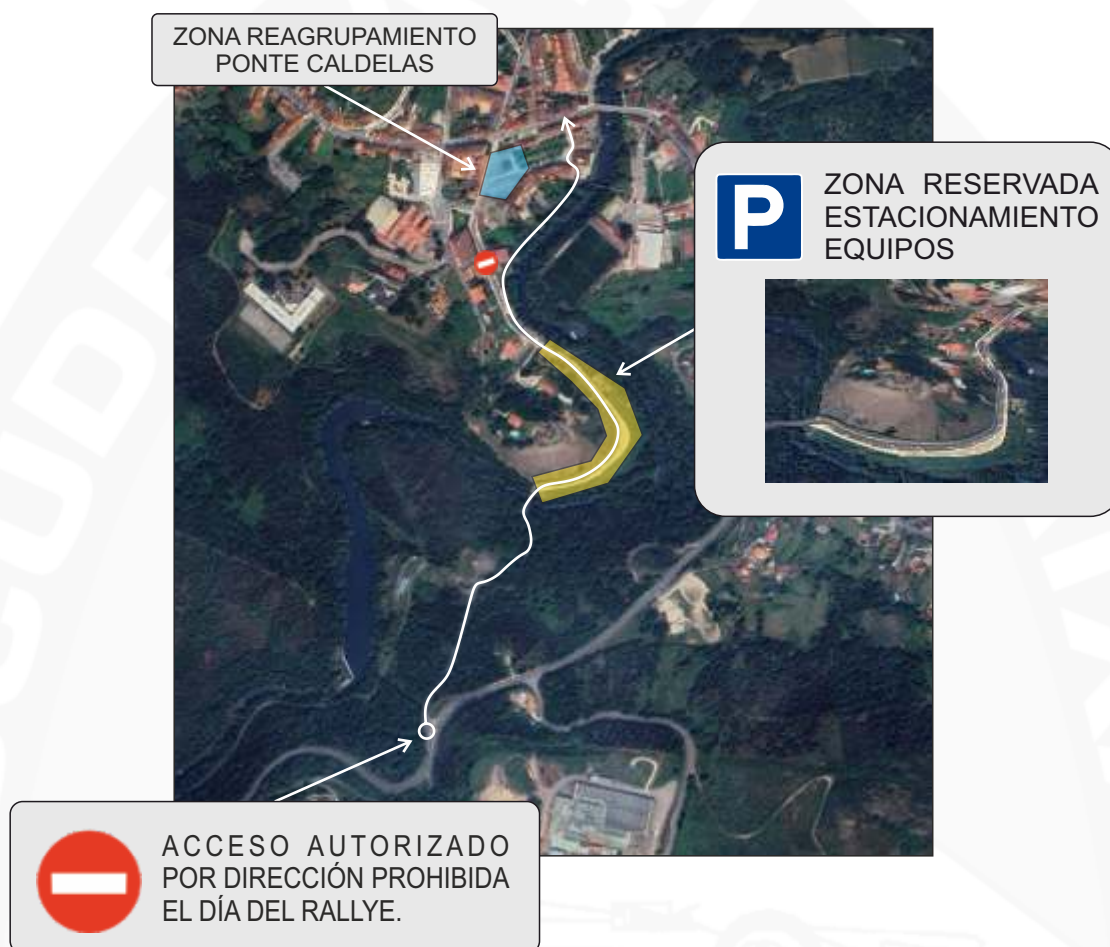 ZONA REAGRUPAMIENTO
PONTE CALDELAS
P
ZONA RESERVADA
ESTACIONAMIENTO
EQUIPOS
ACCESO AUTORIZADO
POR DIRECCIÓN PROHIBIDA
EL DÍA DEL RALLYE.